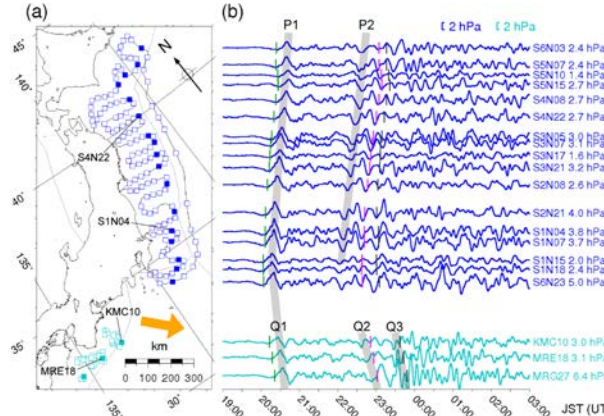 (a)
N
45°
140°
S4N22
40°
S1N04
135°
KMC10
km
0 100 200 300
35°
MRE18
135°
30°
(b)
P1
P2
2 hPa
2 hPa
S6N03 2.4 hPa
S5N07 2.4 hPa
S5N10 1.4 hPa
S5N15 2.7 hPa
S4N08 2.7 hPa
S4N22 2.7 hPa
S3N05 3.0 hPa
S3N07 3.1 hPa
S3N17 1.6 hPa
S3N21 3.2 hPa
S2N08 2.6 hPa
S2N21 4.0 hPa
S1N04 3.8 hPa
S1N07 3.7 hPa
S1N15 2.0 hPa
S1N18 2.4 hPa
S6N23 5.0 hPa
Q1
Q2
Q3
KMC10 3.0 hPa
MRE18 3.1 hPa
MRG27 6.4 hPa
19:00
20:00
21:00
22:00
23:00
00:00
01:00
02:00
03:00
JST (UT